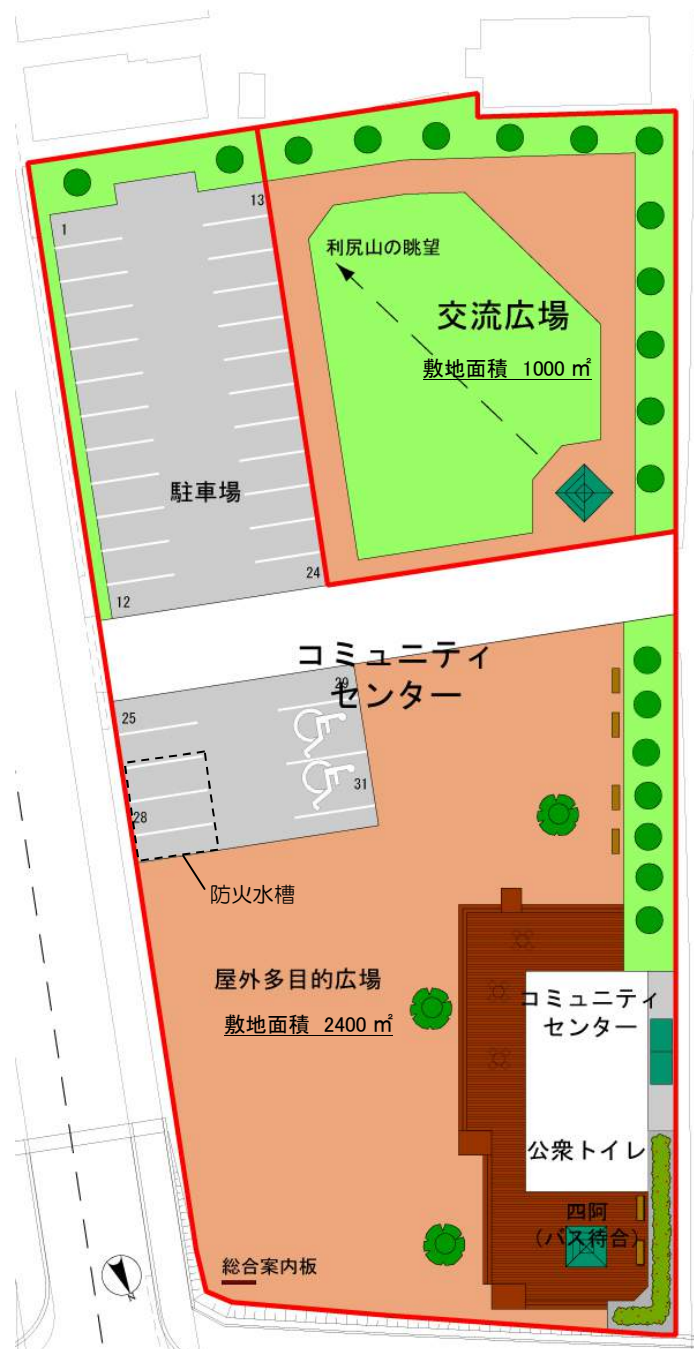 1
13
利尻山の眺望
交流広場
敷地面積 1000 ㎡
駐車場
24
12
コミュニティ
センター
29
25
31
28
防火水槽
屋外多目的広場
敷地面積 2400 ㎡
コミュニティ
センター
公衆トイレ
四阿
(バス待合)
総合案内板
N